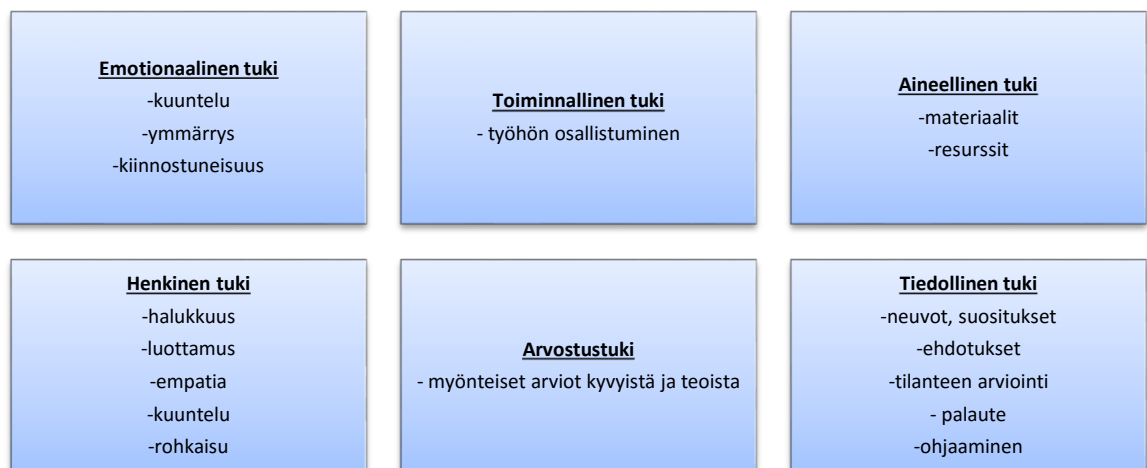 Emotionaalinen tuki
-kuuntelu
-ymmärrys
-kiinnostuneisuus
Toiminnallinen tuki
- työhön osallistuminen
Aineellinen tuki
-materiaalit
-resurssit
Henkinen tuki
-halukkuus
-luottamus
-empatia
-kuuntelu
-rohkaisu
Arvostustuki
- myönteiset arviot kyvyistä ja teoista
Tiedollinen tuki
-neuvot, suositukset
-ehdotukset
-tilanteen arviointi
- palaute
-ohjaaminen